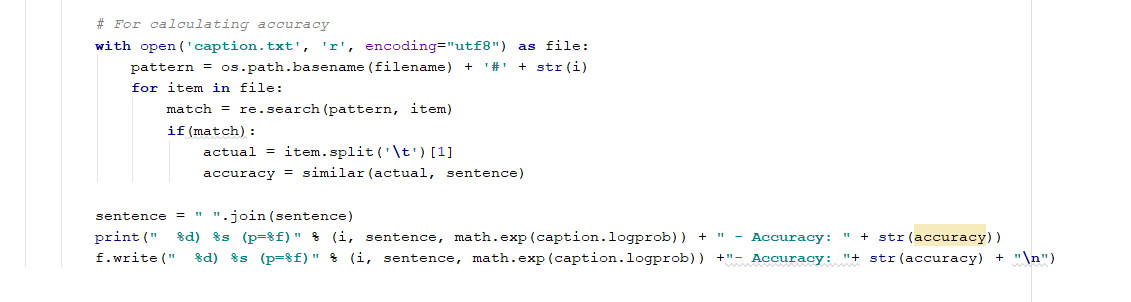 # For calculating accuracy
with open('caption.txt', 'r', encoding="utf8") as file:
pattern = os.path.basename(filename) + '#' + str(i)
for item in file:
match = re.search(pattern, item)
if(match):
actual = item.split('\t')[1]
accuracy = similar(actual, sentence)
sentence = " ".join(sentence)
print("  %d) %s (p=%f)" % (i, sentence, math.exp(caption.logprob)) + " - Accuracy: " + str(accuracy))
f.write("  %d) %s (p=%f)" % (i, sentence, math.exp(caption.logprob)) +"- Accuracy: "+ str(accuracy) + "\n")